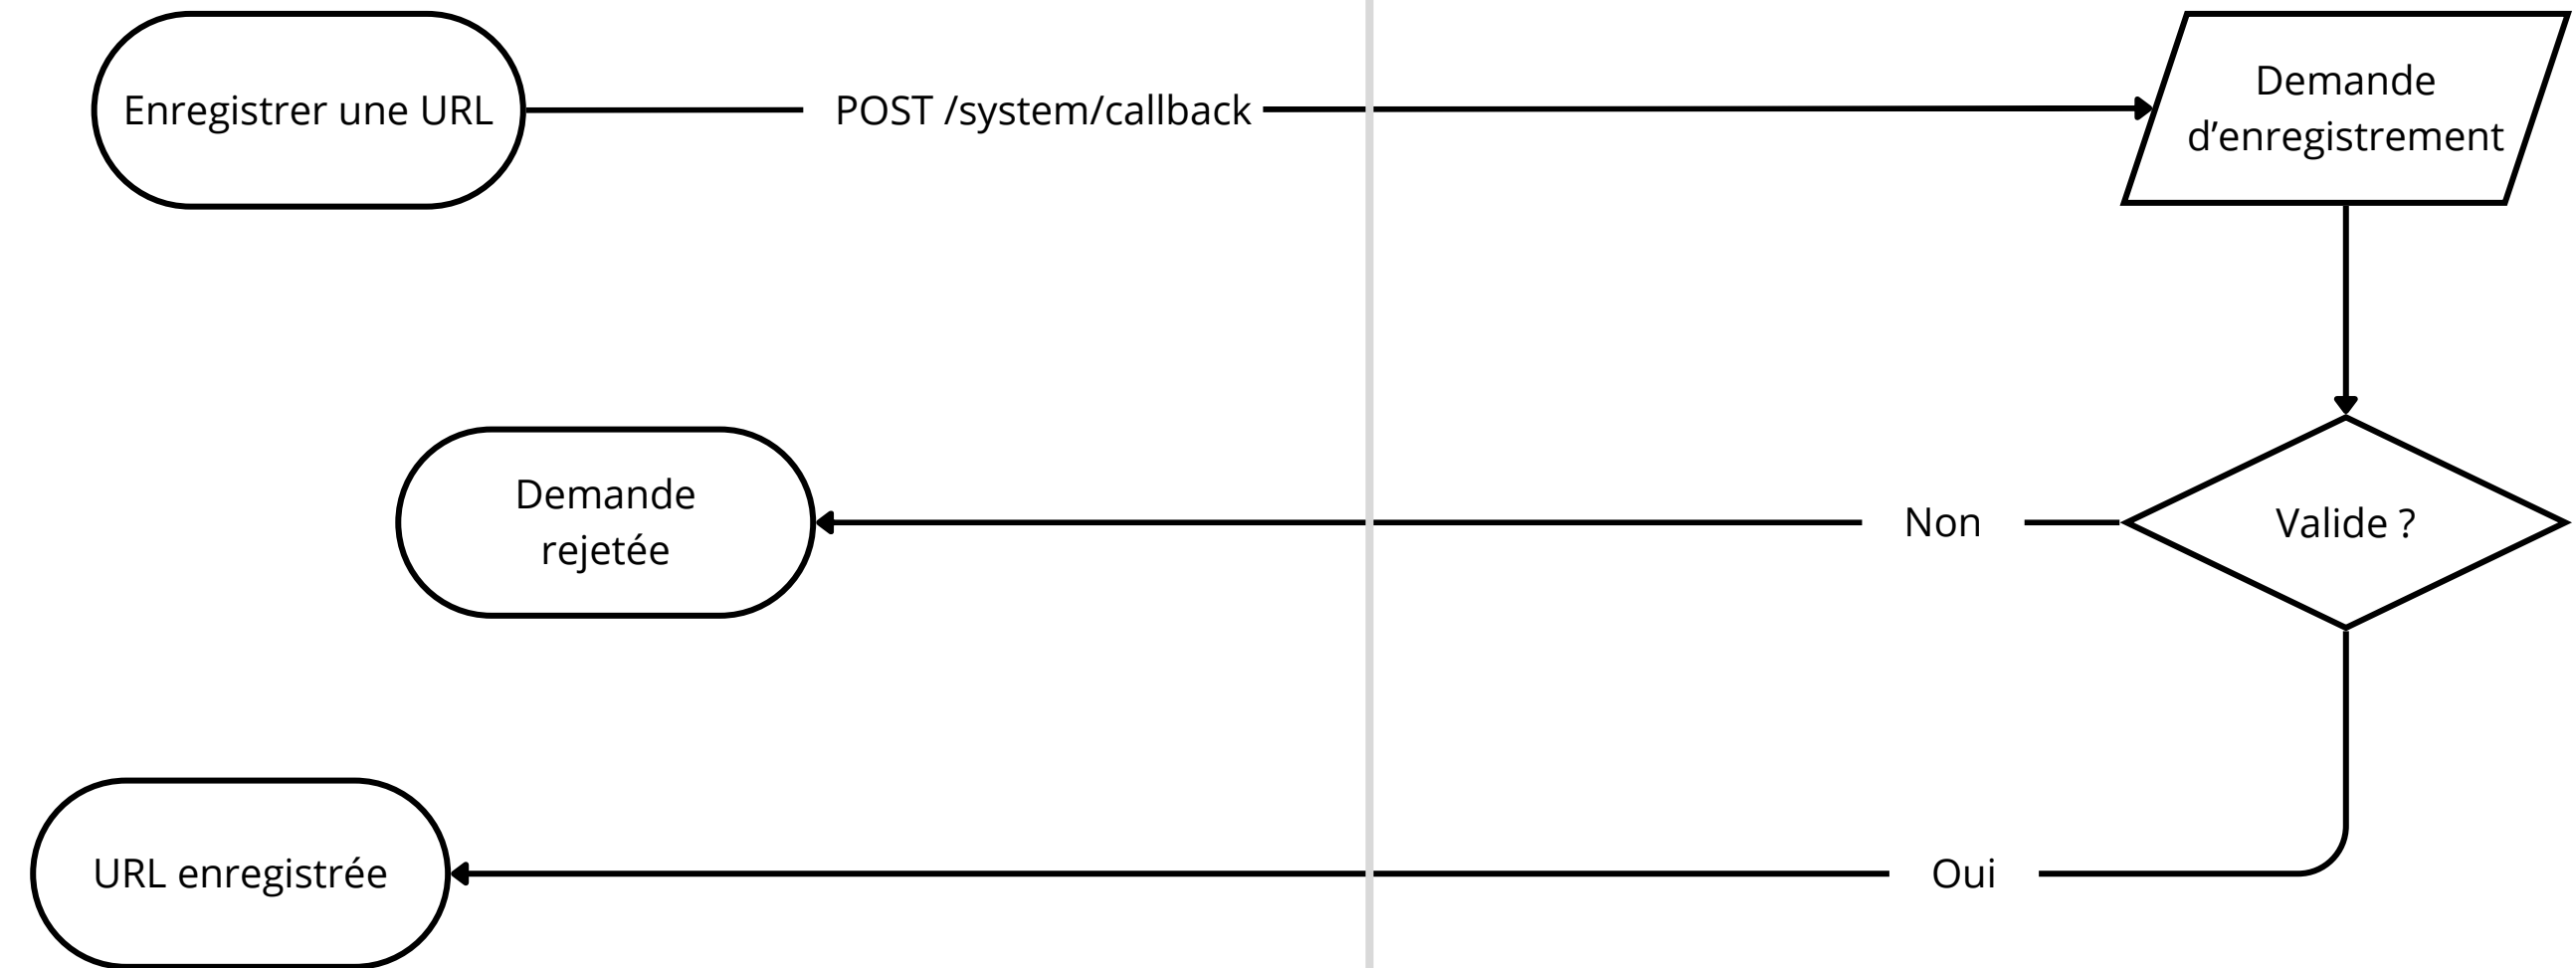 Enregistrer une URL
POST /system/callback
Demande
d’enregistrement
Demande
rejetée
Non
Valide ?
URL enregistrée
Oui